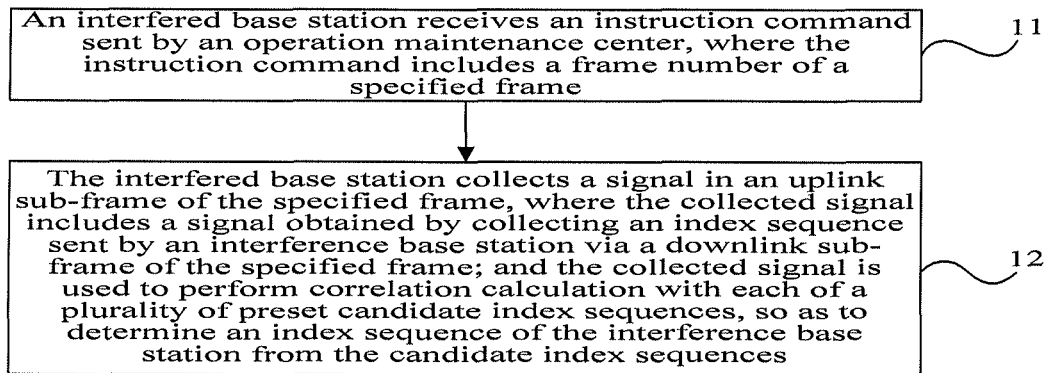 An interfered base station receives an instruction command
sent by an operation maintenance center, where the
instruction command includes a frame number of a
specified frame
11
The interfered base station collects a signal in an uplink
sub-frame of the specified frame, where the collected signal
includes a signal obtained by collecting an index sequence
sent by an interference base station via a downlink sub-
frame of the specified frame; and the collected signal is
used to perform correlation calculation with each of a
plurality of preset candidate index sequences, so as to
determine an index sequence of the interference base
station from the candidate index sequences
12